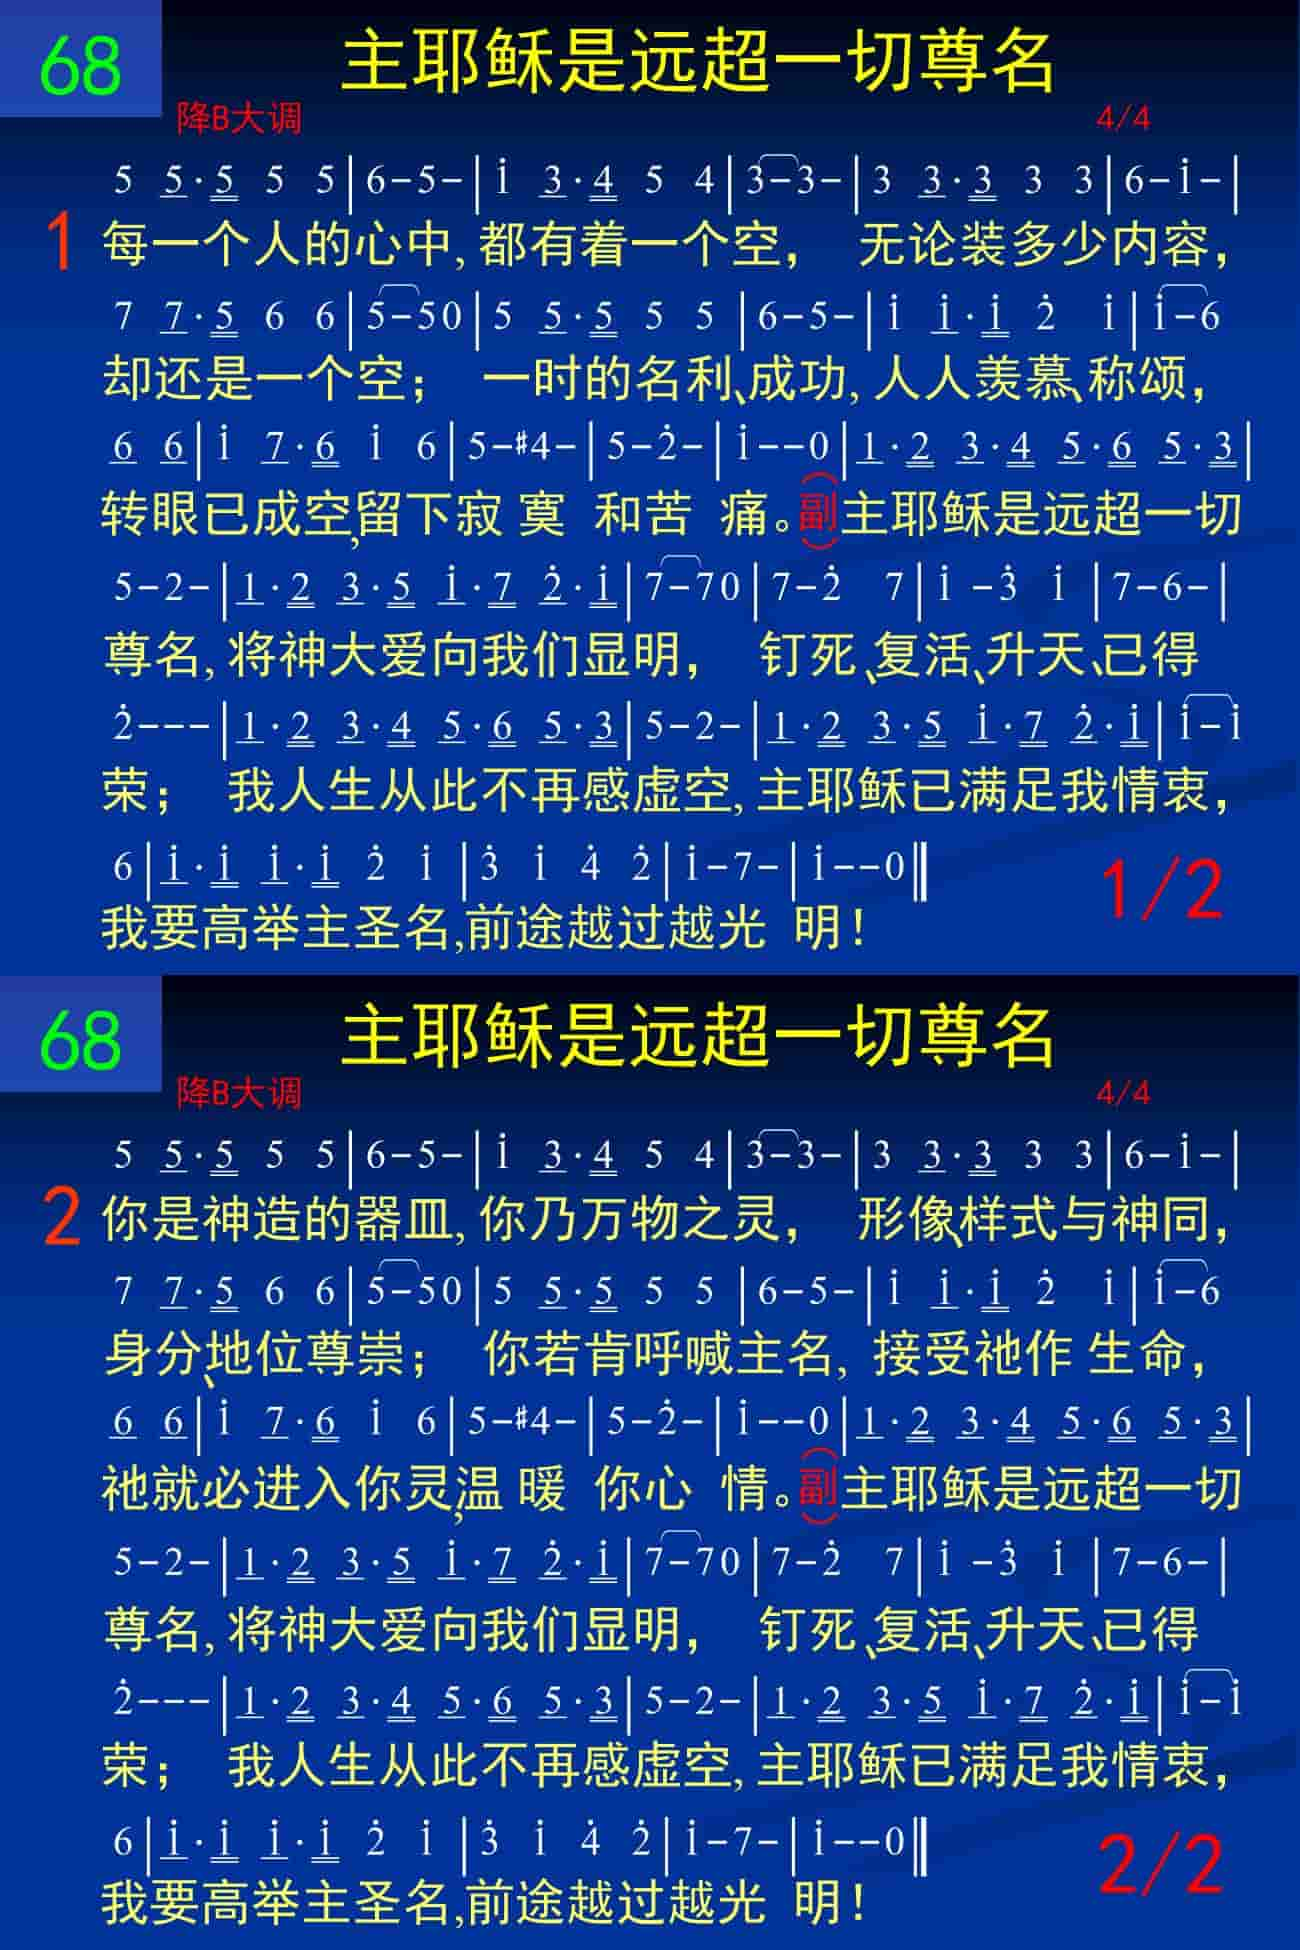 68
主耶稣是远超一切尊名
降B大调 4/4
5 5·5 5 5|6-5-|i 3·4 5 4|3-3-|3 3·3 3 3|6-i-|
1 每一个人的心中,都有着一个空， 无论装多少内容，
7 7·5 6 6|5-50|5 5·5 5 5|6-5-|i i·i 2̇ i|i-6
却还是一个空； 一时的名利、成功,人人羡慕、称颂，
6 6|i 7·6 i 6|5-#4-|5-2̇-|i--0|1·2 3·4 5·6 5·3|
转眼已成空,留下寂 寞 和苦 痛。(副)主耶稣是远超一切
5-2-|1·2 3·5 i·7 2̇·i|7-70|7-2̇ 7|i -3̇ i|7-6-|
尊名,将神大爱向我们显明， 钉死、复活、升天、已得
2̇---|1·2 3·4 5·6 5·3|5-2-|1·2 3·5 i·7 2̇·i|i-i
荣； 我人生从此不再感虚空,主耶稣已满足我情衷，
6|i·i i·i 2̇ i|3̇ i 4̇ 2̇|i-7-|i--0‖
我要高举主圣名,前途越过越光 明！
1/2
68
主耶稣是远超一切尊名
降B大调 4/4
5 5·5 5 5|6-5-|i 3·4 5 4|3-3-|3 3·3 3 3|6-i-|
2 你是神造的器皿,你乃万物之灵， 形像、样式与神同，
7 7·5 6 6|5-50|5 5·5 5 5|6-5-|i i·i 2̇ i|i-6
身分、地位尊崇； 你若肯呼喊主名,接受祂作 生命，
6 6|i 7·6 i 6|5-#4-|5-2̇-|i--0|1·2 3·4 5·6 5·3|
祂就必进入你灵,温 暖 你心 情。(副)主耶稣是远超一切
5-2-|1·2 3·5 i·7 2̇·i|7-70|7-2̇ 7|i -3̇ i|7-6-|
尊名,将神大爱向我们显明， 钉死、复活、升天、已得
2̇---|1·2 3·4 5·6 5·3|5-2-|1·2 3·5 i·7 2̇·i|i-i
荣； 我人生从此不再感虚空,主耶稣已满足我情衷，
6|i·i i·i 2̇ i|3̇ i 4̇ 2̇|i-7-|i--0‖
我要高举主圣名,前途越过越光 明！
2/2